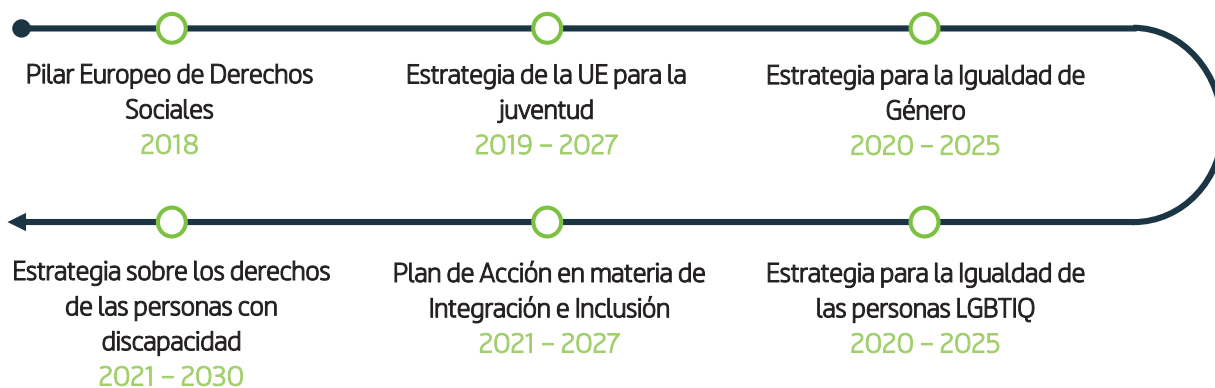 Pilar Europeo de Derechos
Sociales
2018
Estrategia de la UE para la
juventud
2019 – 2027
Estrategia para la Igualdad de
Género
2020 – 2025
Estrategia para la Igualdad de
las personas LGBTIQ
2020 – 2025
Plan de Acción en materia de
Integración e Inclusión
2021 – 2027
Estrategia sobre los derechos
de las personas con
discapacidad
2021 – 2030